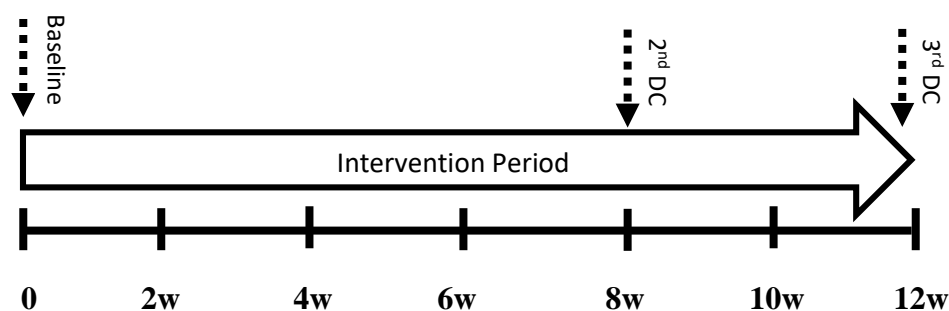 Baseline
2nd DC
3rd DC
Intervention Period
0 2w 4w 6w 8w 10w 12w